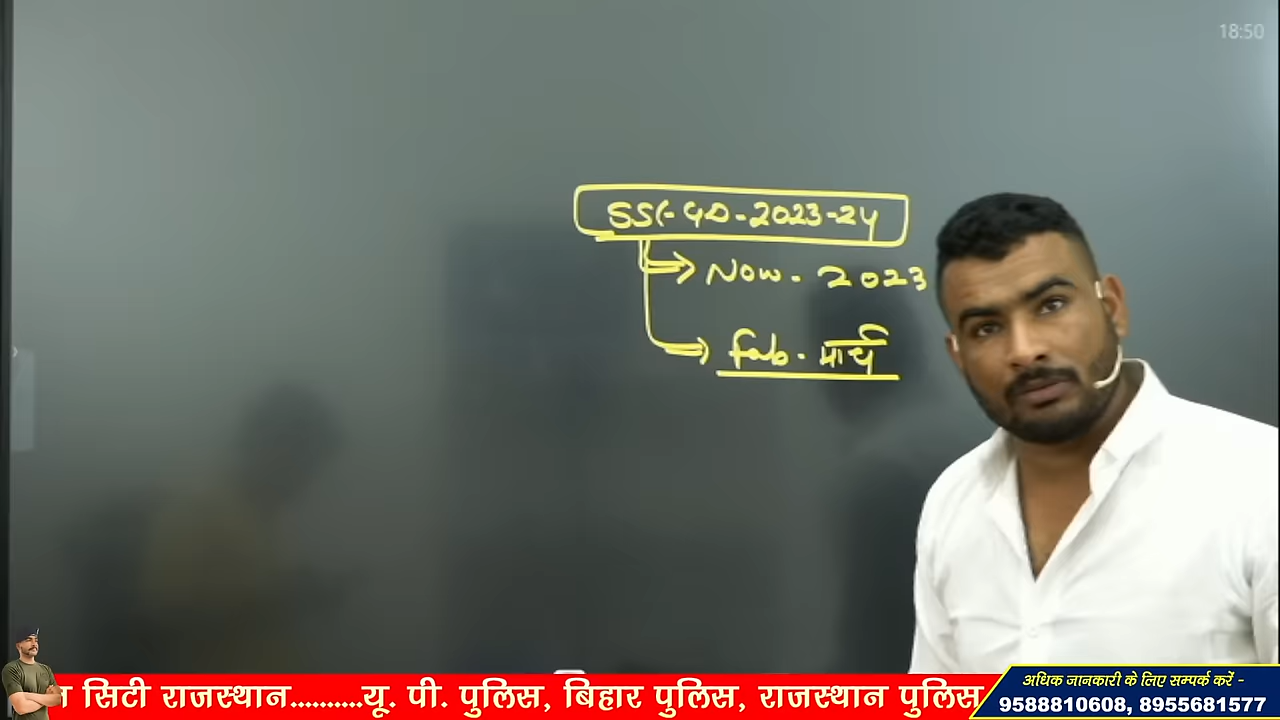 18:50
SSC-GD-2023-24
Nov. 2023
feb. मार्च
सिटी राजस्थान..........यू. पी. पुलिस, बिहार पुलिस, राजस्थान पुलिस
अधिक जानकारी के लिए सम्पर्क करें -
9588810608, 8955681577